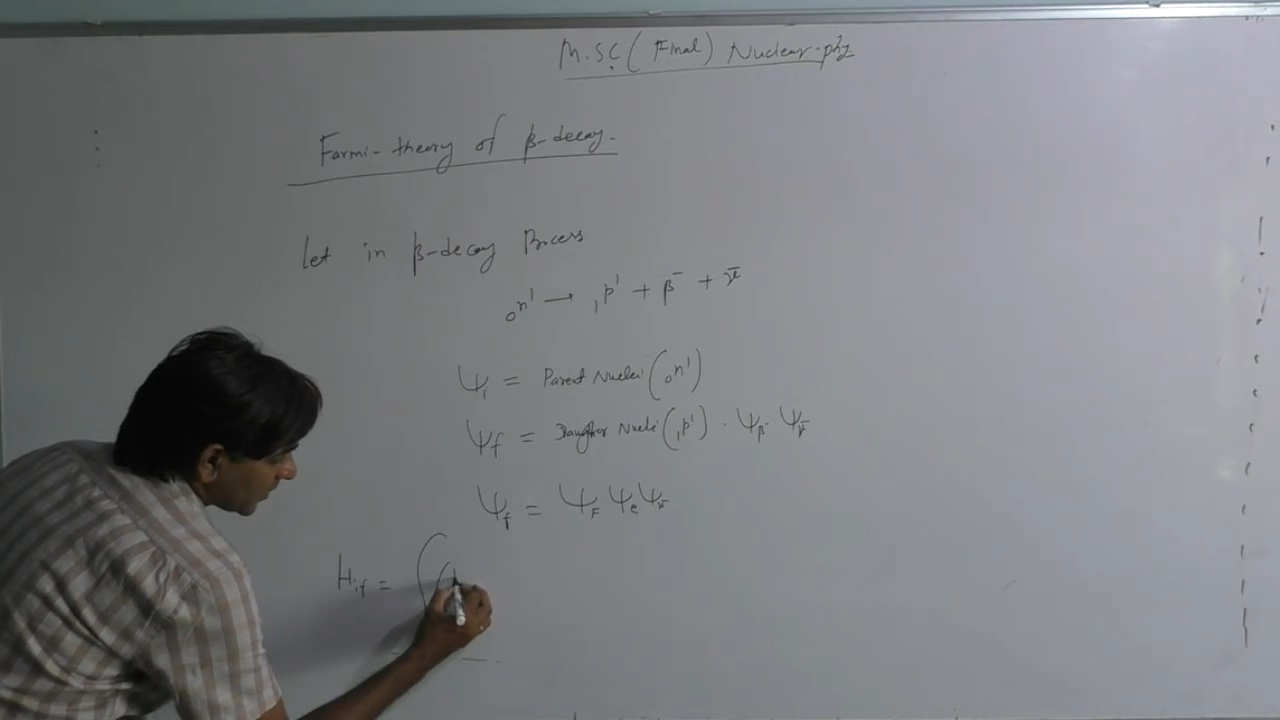 M.SC (Final) Nuclear phy
Farmi-theory of β-decay.
Let in β-decay Process
₀n¹ → ₁p¹ + β⁻ + ν̄
Ψᵢ = Parent Nuclei (₀n¹)
Ψf = Daughter Nuclei (₁p¹) · Ψβ⁻ Ψν̄
Ψf = ΨF Ψe Ψν̄
Hif =